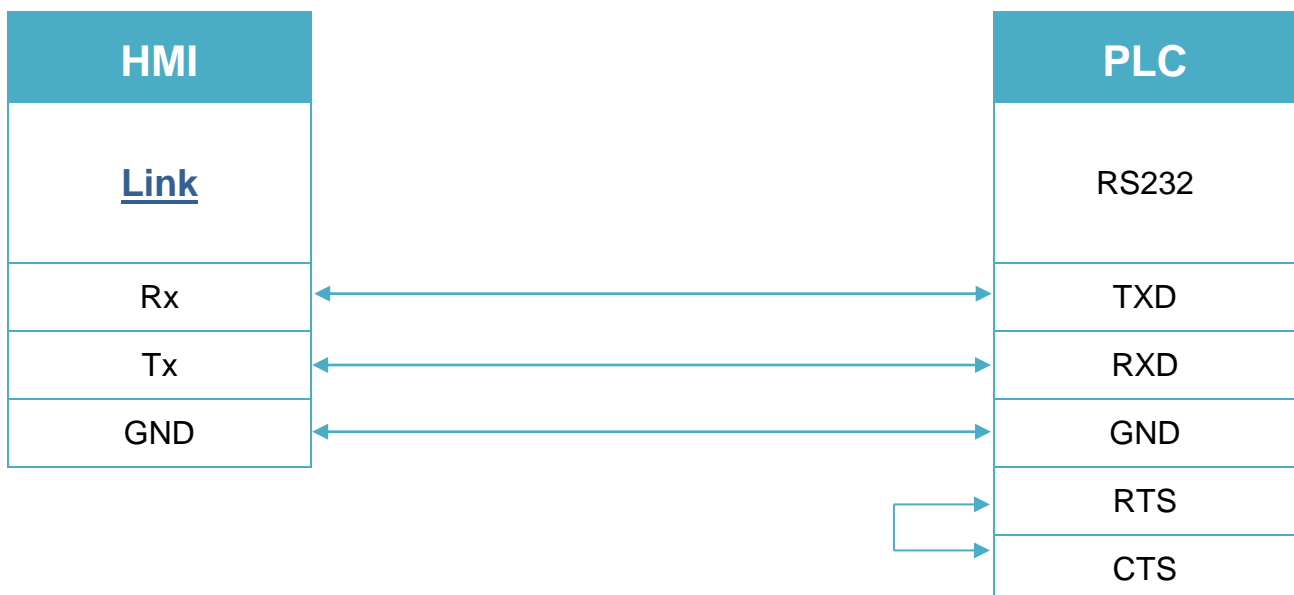 HMI
PLC
Link
RS232
Rx
TXD
Tx
RXD
GND
GND
RTS
CTS